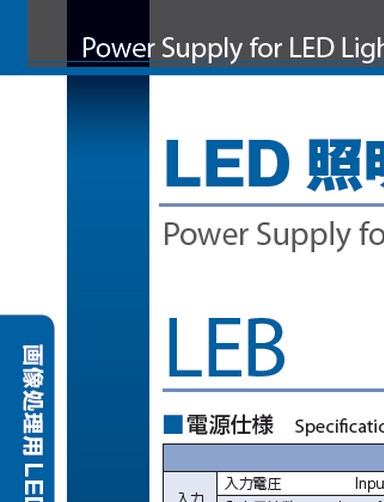 Power Supply for LED Ligh
LED 照明
Power Supply fo
LEB
画像処理用 LED
■電源仕様 Specificatio
入力
入力電圧 Inpu